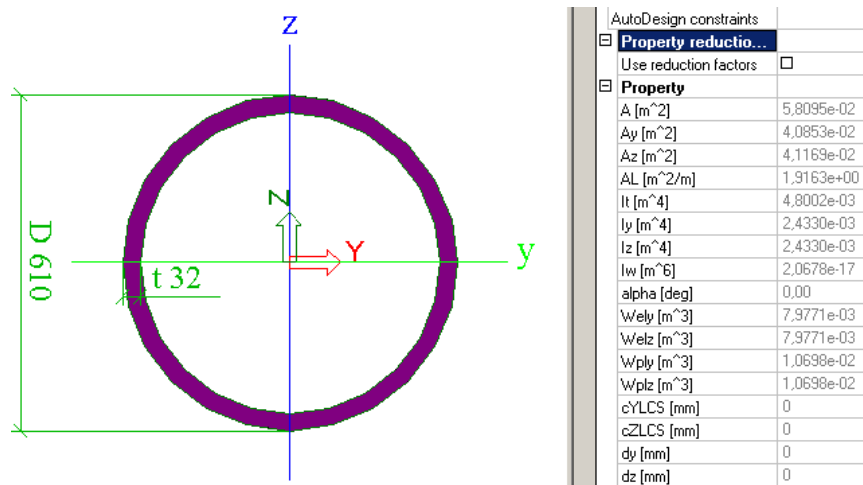 Z
D 610
t 32
N
Y
y
AutoDesign constraints
Property reductio...
Use reduction factors
Property
A [m^2] 5,8095e-02
Ay [m^2] 4,0853e-02
Az [m^2] 4,1169e-02
AL [m^2/m] 1,9163e+00
It [m^4] 4,8002e-03
Iy [m^4] 2,4330e-03
Iz [m^4] 2,4330e-03
Iw [m^6] 2,0678e-17
alpha [deg] 0,00
Wely [m^3] 7,9771e-03
Welz [m^3] 7,9771e-03
Wply [m^3] 1,0698e-02
Wplz [m^3] 1,0698e-02
cYLCS [mm] 0
cZLCS [mm] 0
dy [mm] 0
dz [mm] 0